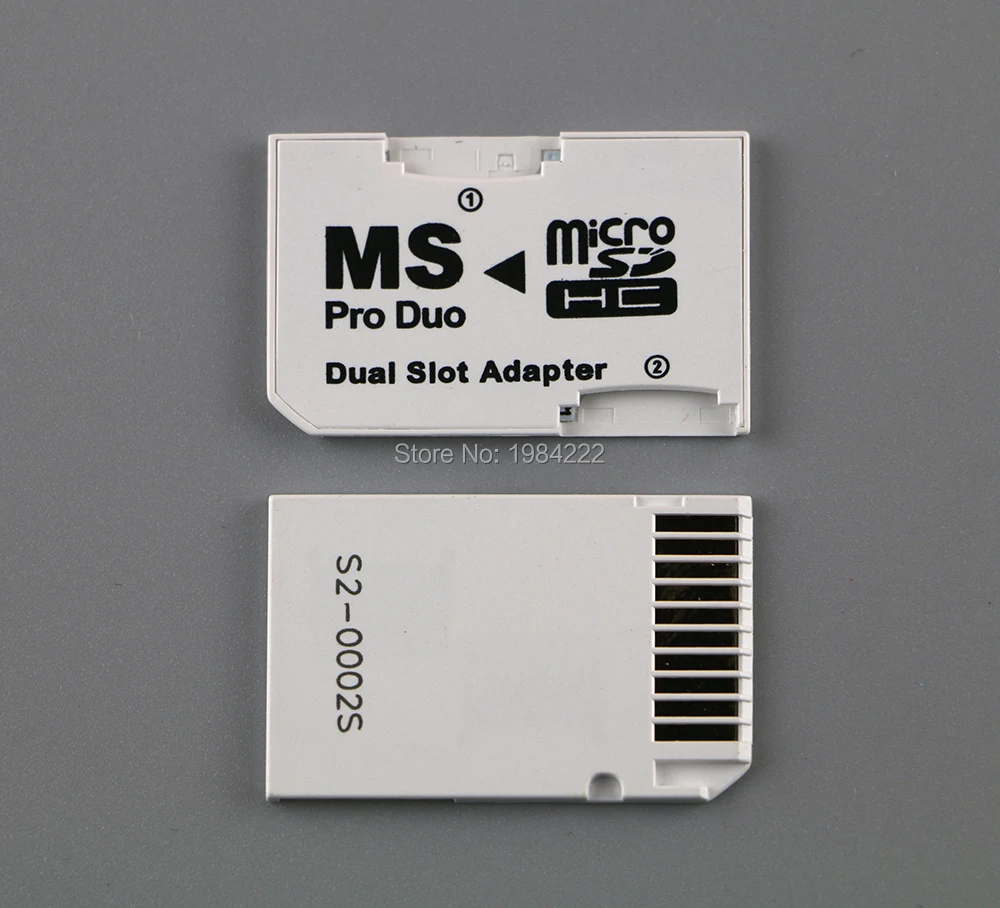 ①
MS
Pro Duo
micro
SD
HC
Dual Slot Adapter ②
Store No: 1984222
S2-0002S